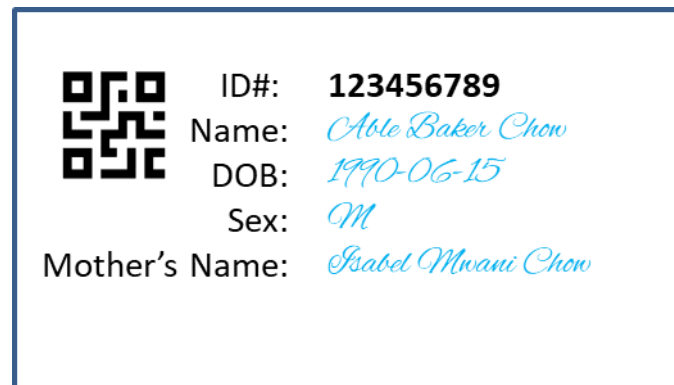 ID#: 123456789
Name: Able Baker Chow
DOB: 1990-06-15
Sex: M
Mother’s Name: Isabel Mwani Chow